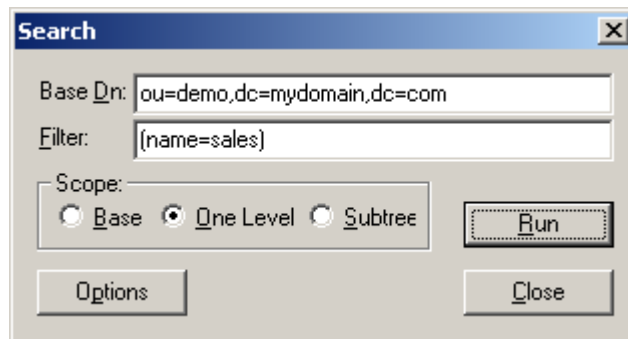 Search
Base Dn: ou=demo,dc=mydomain,dc=com
Filter: (name=sales)
Scope:
Base One Level Subtree
Run
Options
Close